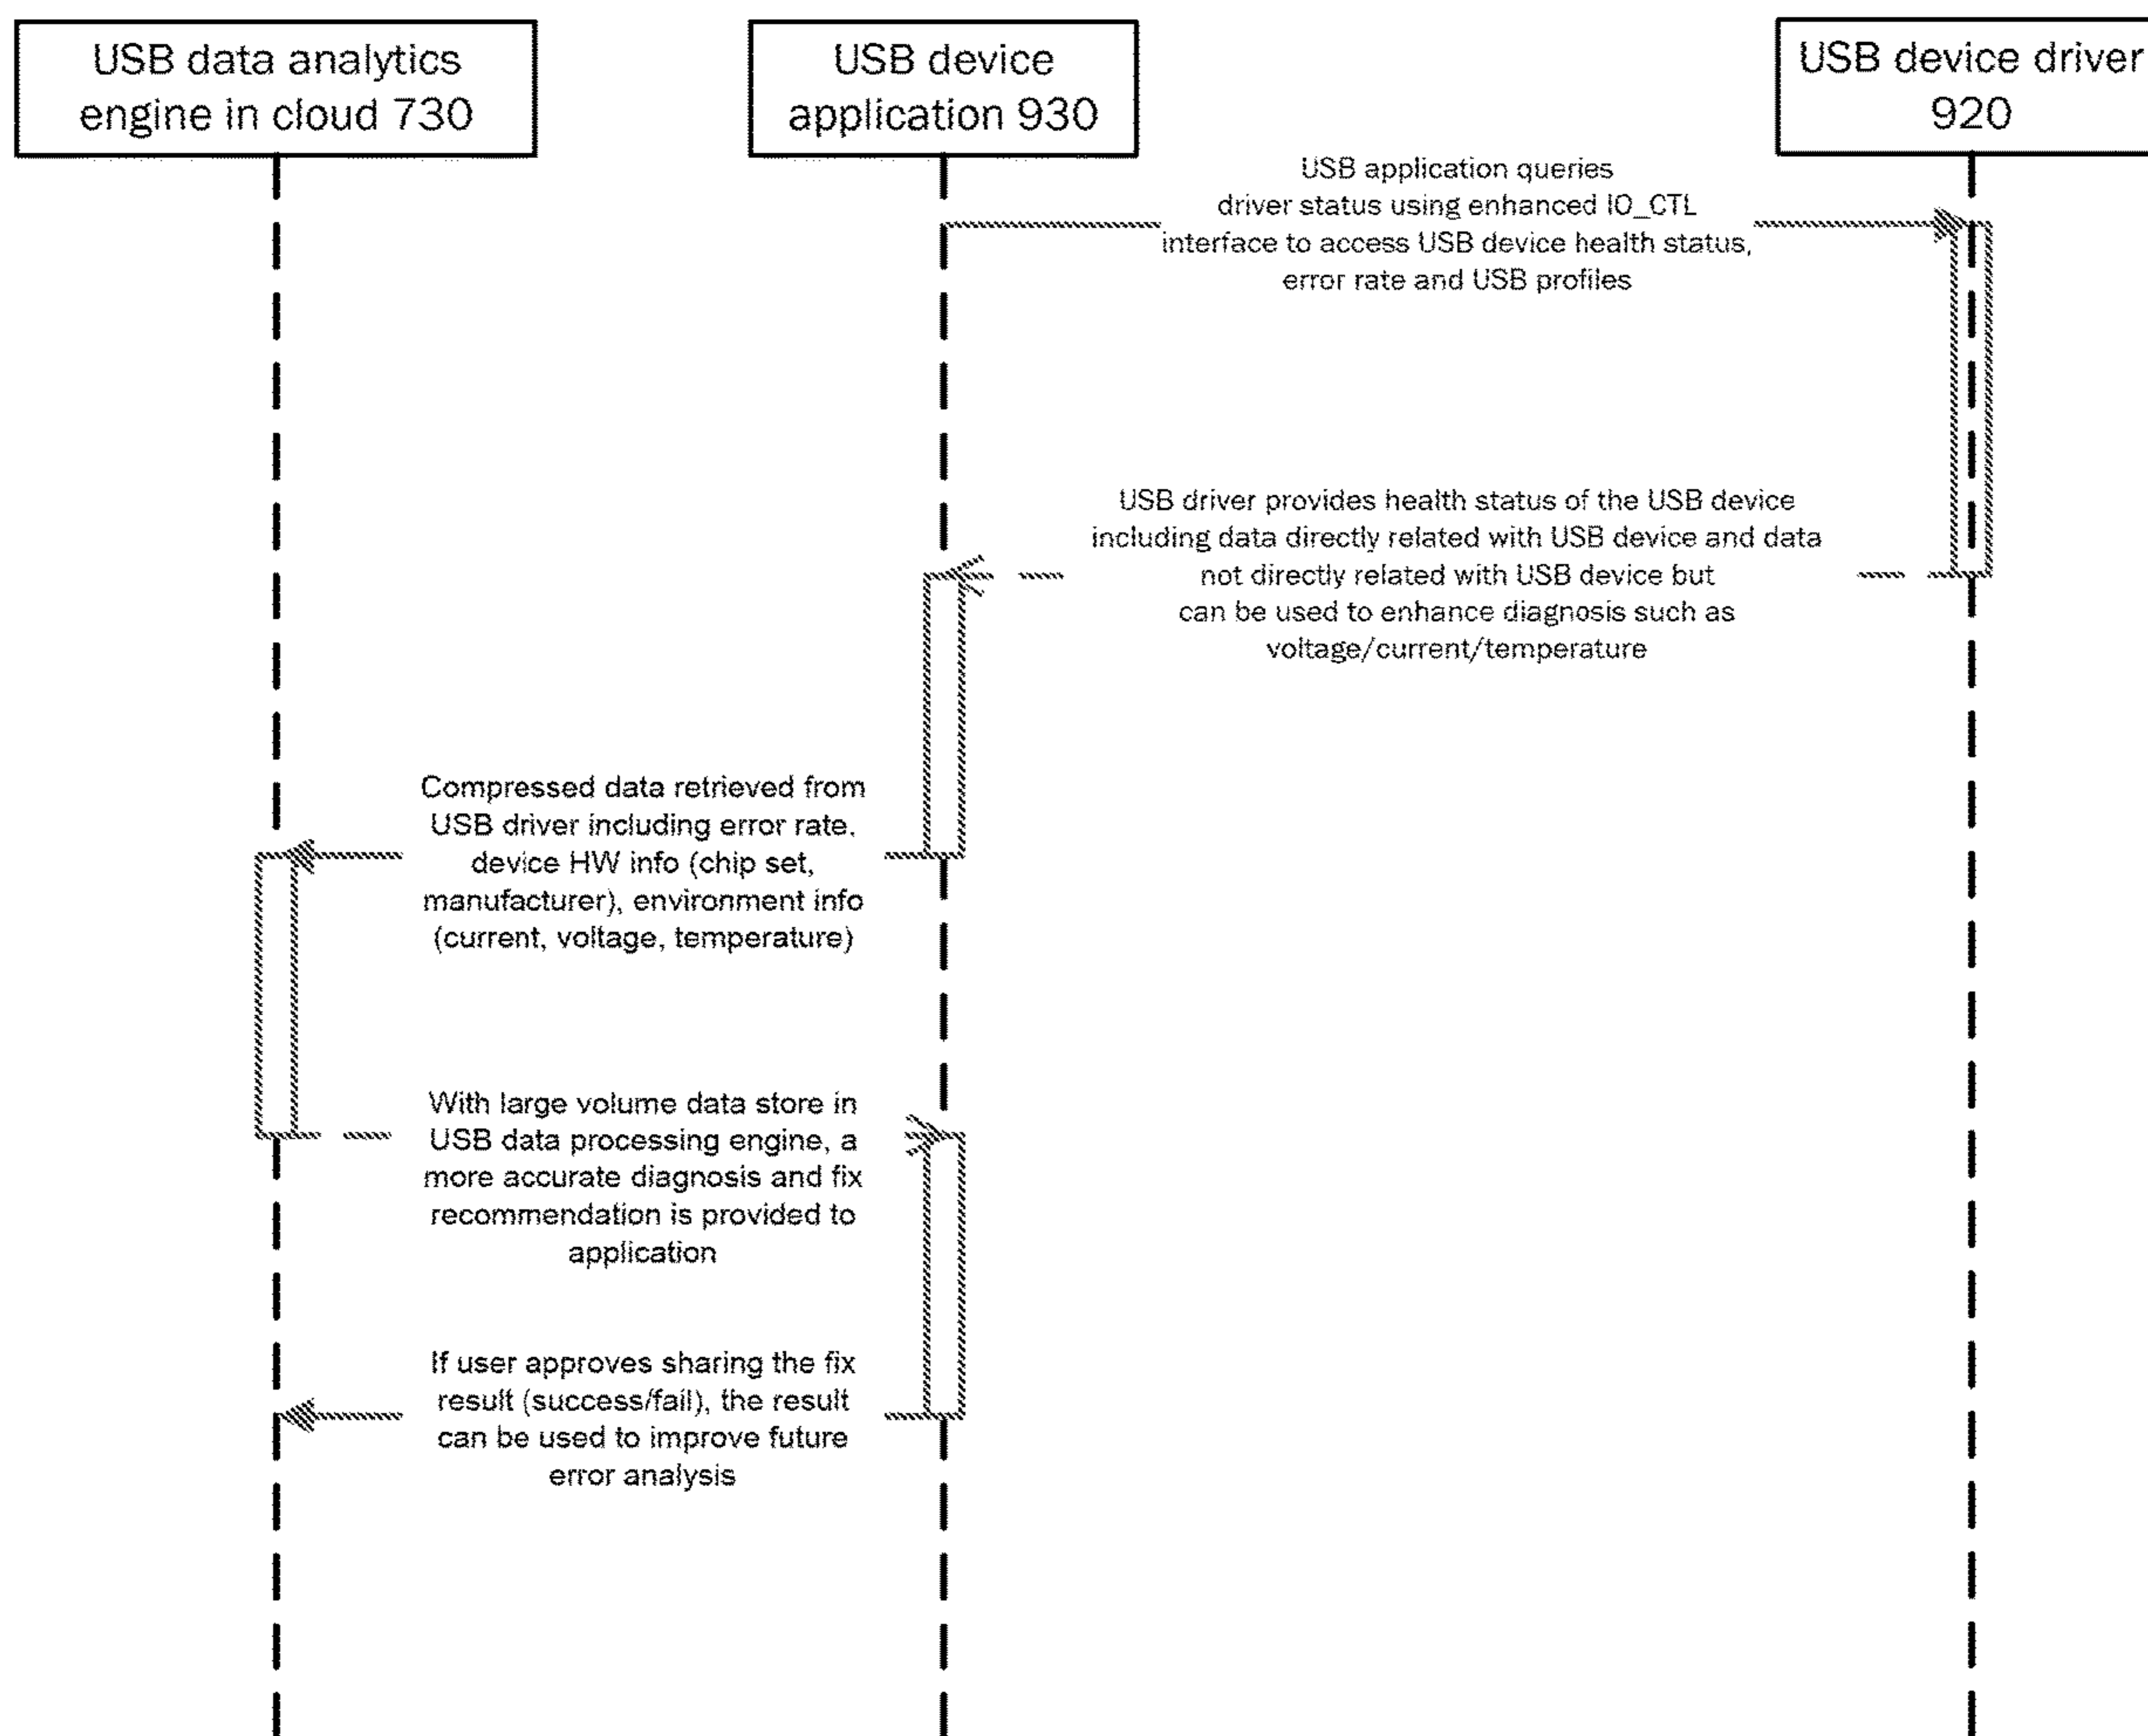 USB data analytics
engine in cloud 730
USB device
application 930
USB device driver
920
USB application queries
driver status using enhanced IO_CTL
interface to access USB device health status,
error rate and USB profiles
USB driver provides health status of the USB device
including data directly related with USB device and data
not directly related with USB device but
can be used to enhance diagnosis such as
voltage/current/temperature
Compressed data retrieved from
USB driver including error rate,
device HW info (chip set,
manufacturer), environment info
(current, voltage, temperature)
With large volume data store in
USB data processing engine, a
more accurate diagnosis and fix
recommendation is provided to
application
If user approves sharing the fix
result (success/fail), the result
can be used to improve future
error analysis